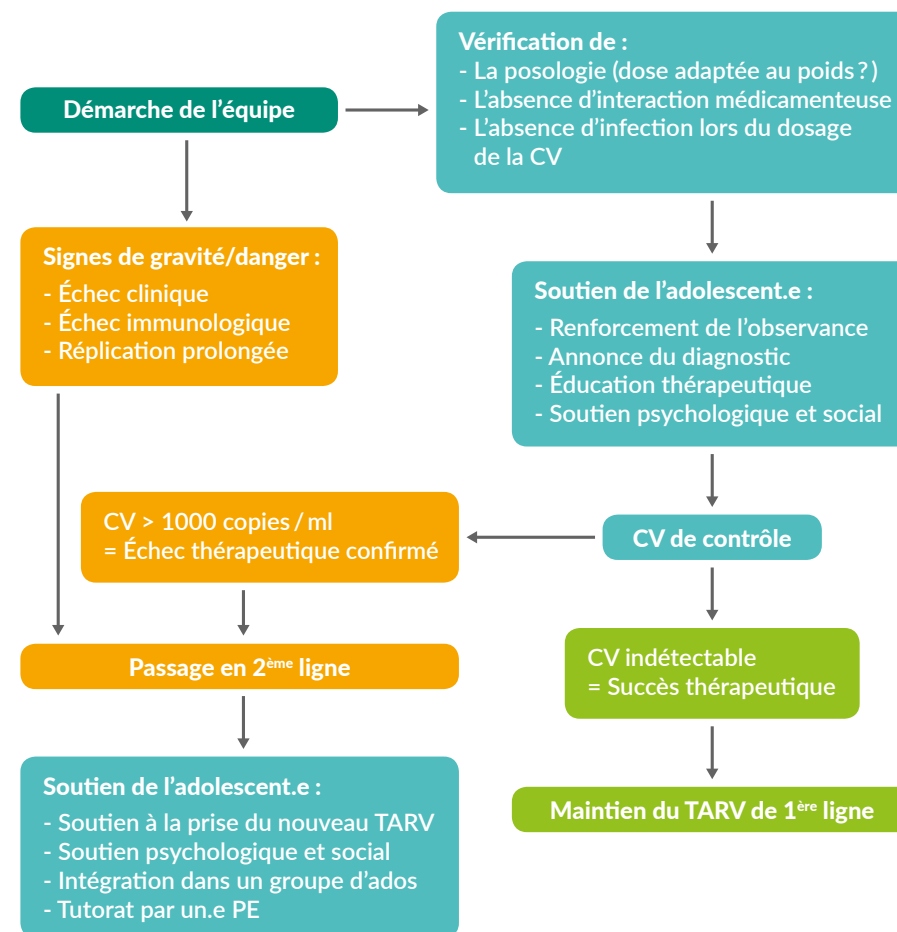 Démarche de l'équipe
Vérification de :
- La posologie (dose adaptée au poids ?)
- L'absence d'interaction médicamenteuse
- L'absence d'infection lors du dosage
de la CV
Signes de gravité/danger :
- Échec clinique
- Échec immunologique
- Réplication prolongée
Soutien de l'adolescent.e :
- Renforcement de l'observance
- Annonce du diagnostic
- Éducation thérapeutique
- Soutien psychologique et social
CV > 1000 copies / ml
= Échec thérapeutique confirmé
CV de contrôle
Passage en 2ème ligne
CV indétectable
= Succès thérapeutique
Soutien de l'adolescent.e :
- Soutien à la prise du nouveau TARV
- Soutien psychologique et social
- Intégration dans un groupe d'ados
- Tutorat par un.e PE
Maintien du TARV de 1ère ligne